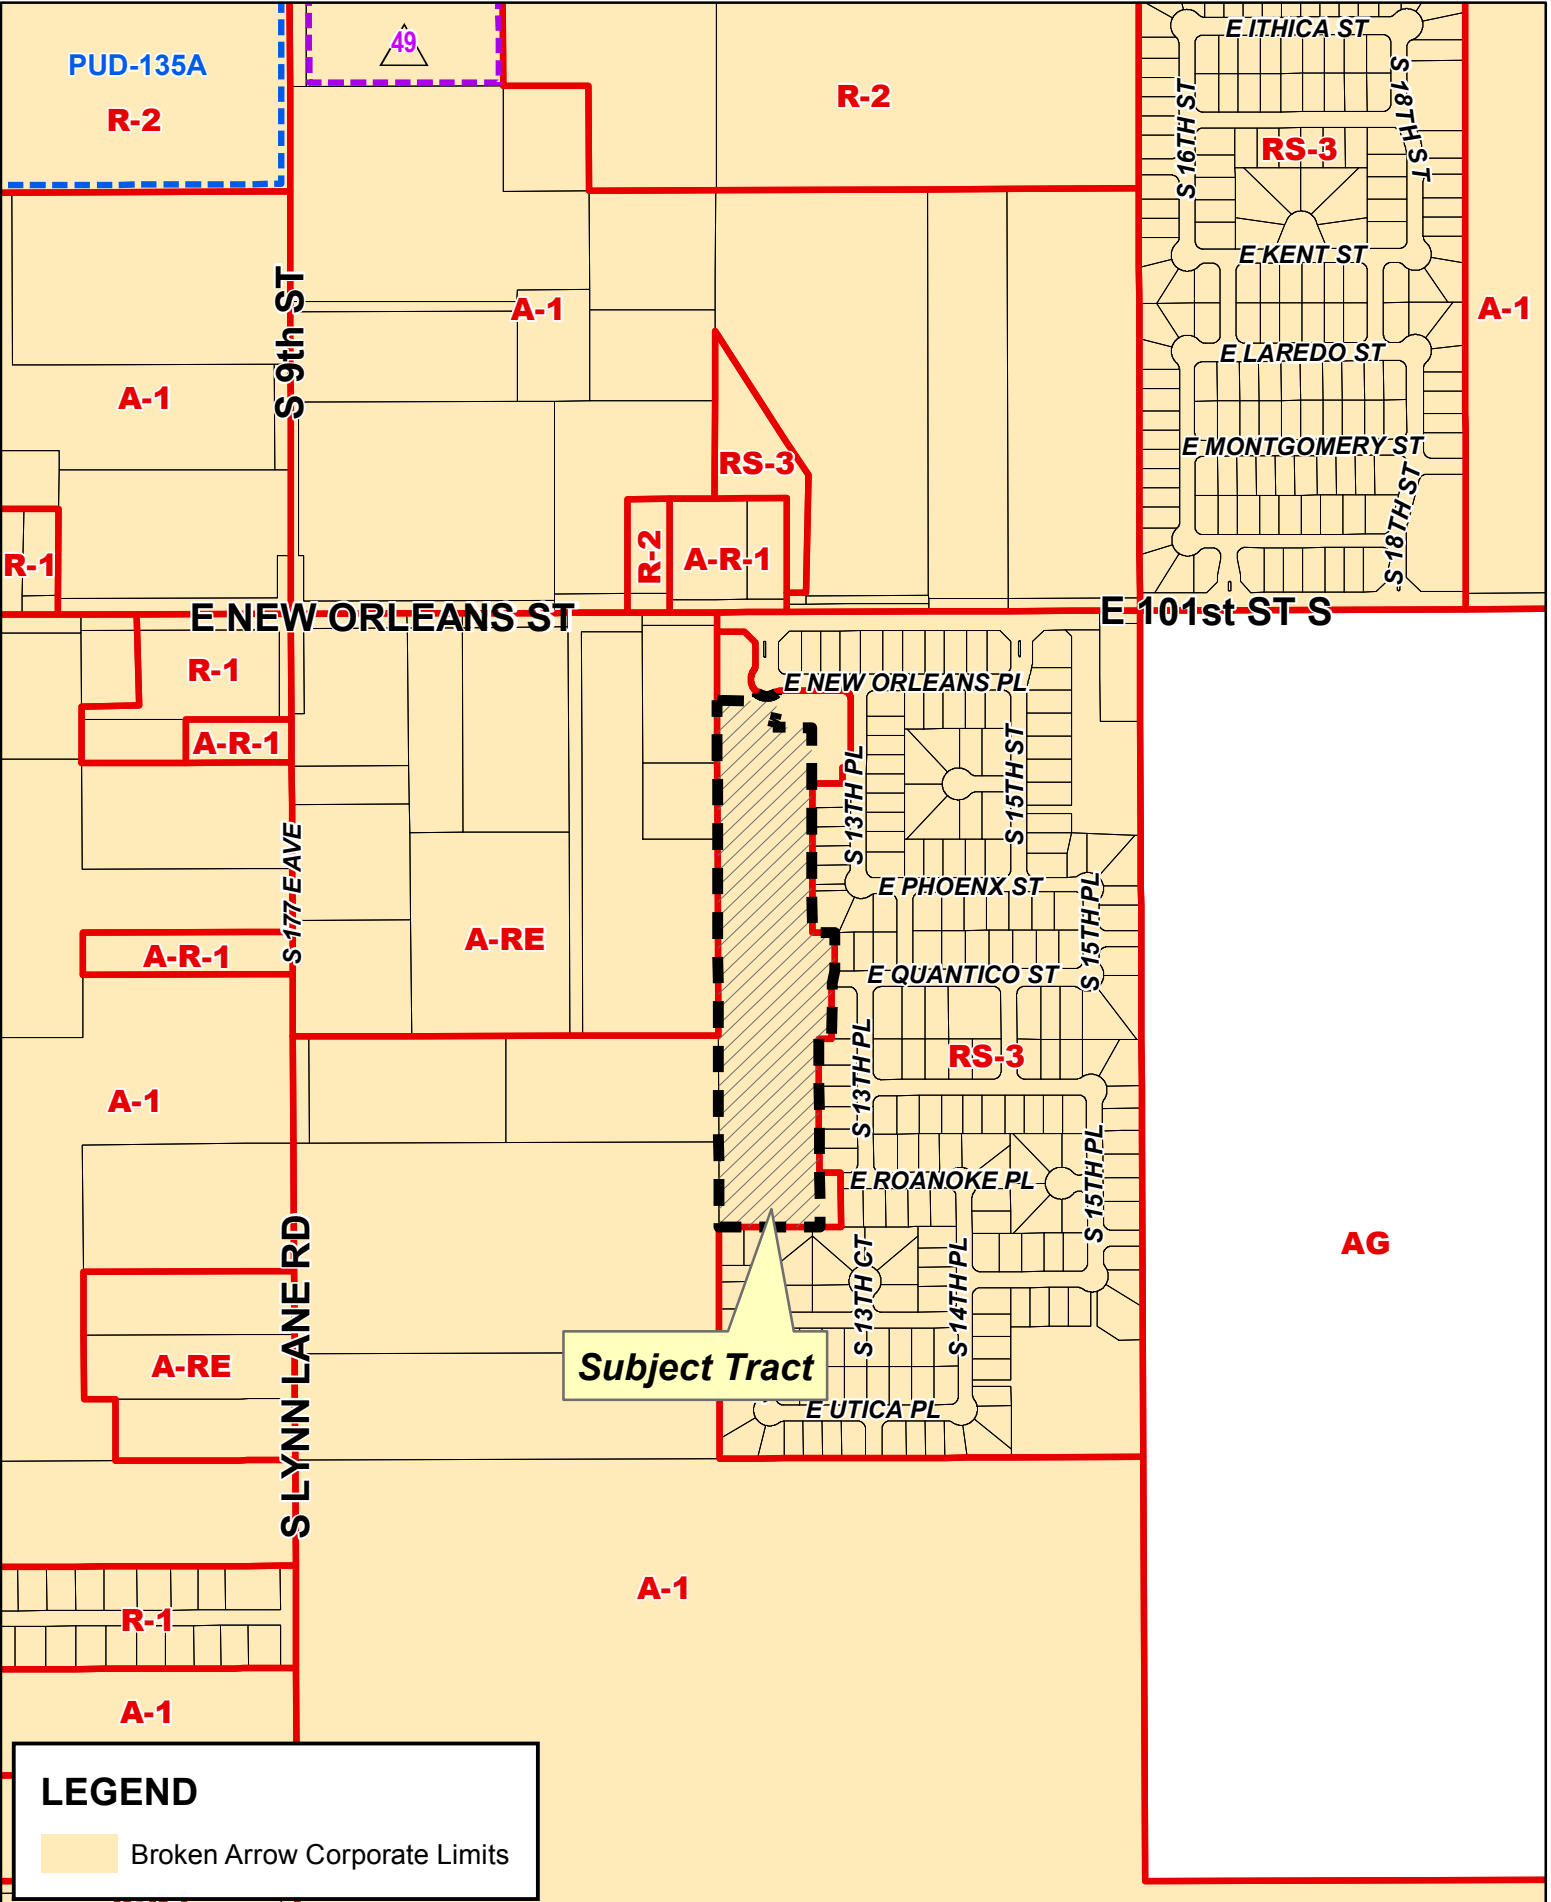 E ITHICA ST
49
PUD-135A
S 18TH ST
R-2
R-2
S 16TH ST
RS-3
E KENT ST
S 9th ST
A-1
A-1
E LAREDO ST
A-1
E MONTGOMERY ST
RS-3
S 18TH ST
R-2
A-R-1
R-1
E NEW ORLEANS ST
E 101st ST S
R-1
E NEW ORLEANS PL
A-R-1
S 13TH PL
S 15TH ST
S 177 E AVE
E PHOENX ST
A-RE
S 15TH PL
A-R-1
E QUANTICO ST
RS-3
S 13TH PL
A-1
E ROANOKE PL
S 15TH PL
AG
S 13TH CT
S 14TH PL
S LYNN LANE RD
A-RE
Subject Tract
E UTICA PL
A-1
R-1
A-1
LEGEND
Broken Arrow Corporate Limits